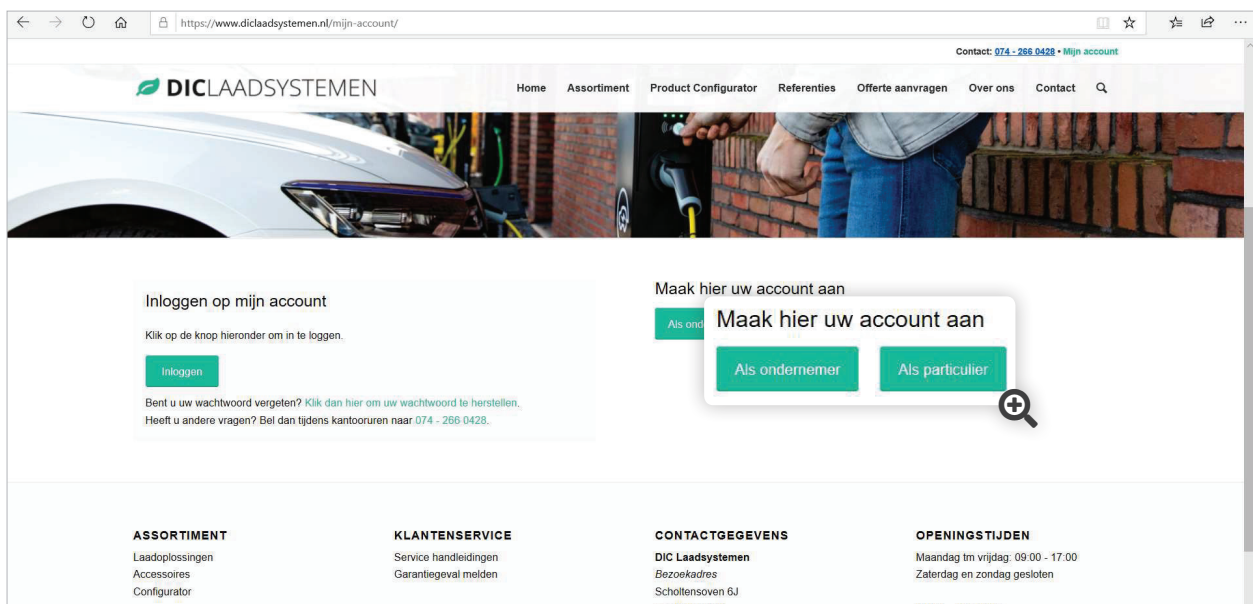 https://www.diclaadsystemen.nl/mijn-account/
Contact: 074 - 266 0428 • Mijn account
DICLAADSYSTEMEN
Home Assortiment Product Configurator Referenties Offerte aanvragen Over ons Contact
Inloggen op mijn account
Klik op de knop hieronder om in te loggen.
Inloggen
Bent u uw wachtwoord vergeten? Klik dan hier om uw wachtwoord te herstellen.
Heeft u andere vragen? Bel dan tijdens kantooruren naar 074 - 266 0428.
Maak hier uw account aan
Als ond
Maak hier uw account aan
Als ondernemer Als particulier
ASSORTIMENT
Laadoplossingen
Accessoires
Configurator
KLANTENSERVICE
Service handleidingen
Garantiegeval melden
CONTACTGEGEVENS
DIC Laadsystemen
Bezoekadres
Scholtensoven 6J
OPENINGSTIJDEN
Maandag tm vrijdag: 09:00 - 17:00
Zaterdag en zondag gesloten